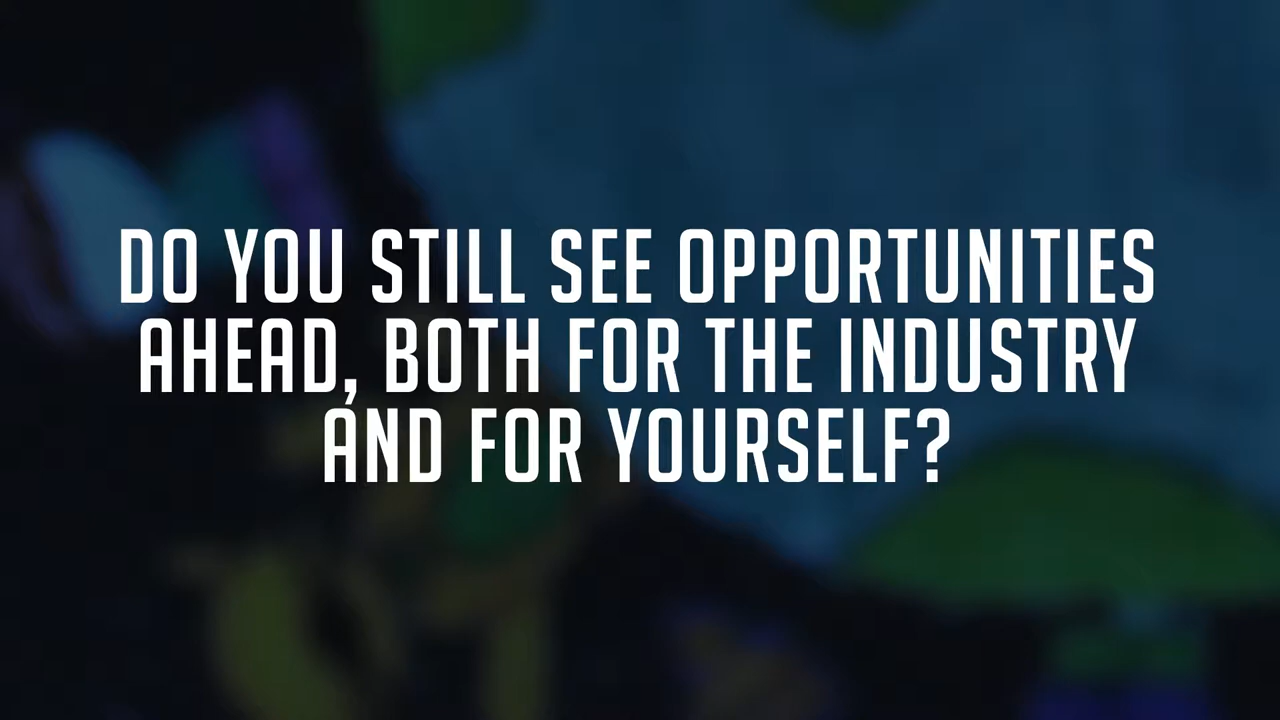 DO YOU STILL SEE OPPORTUNITIES
AHEAD, BOTH FOR THE INDUSTRY
AND FOR YOURSELF?